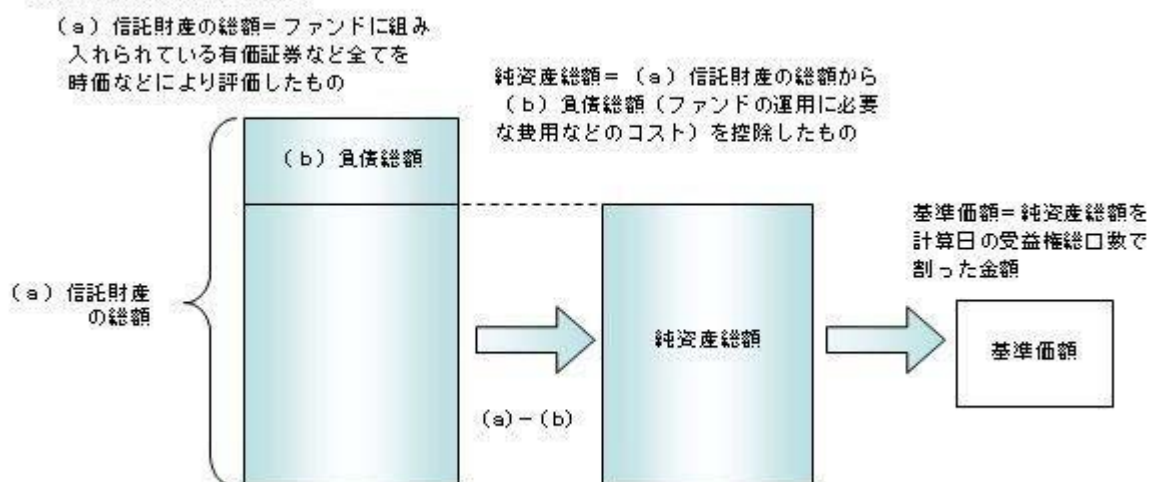 (a)信託財産の総額=ファンドに組み
入れられている有価証券など全てを
時価などにより評価したもの
純資産総額=(a)信託財産の総額から
(b)負債総額(ファンドの運用に必要
な費用などのコスト)を控除したもの
(b)負債総額
基準価額=純資産総額を
計算日の受益権総口数で
割った金額
(a)信託財産
の総額
純資産総額
基準価額
(a)-(b)